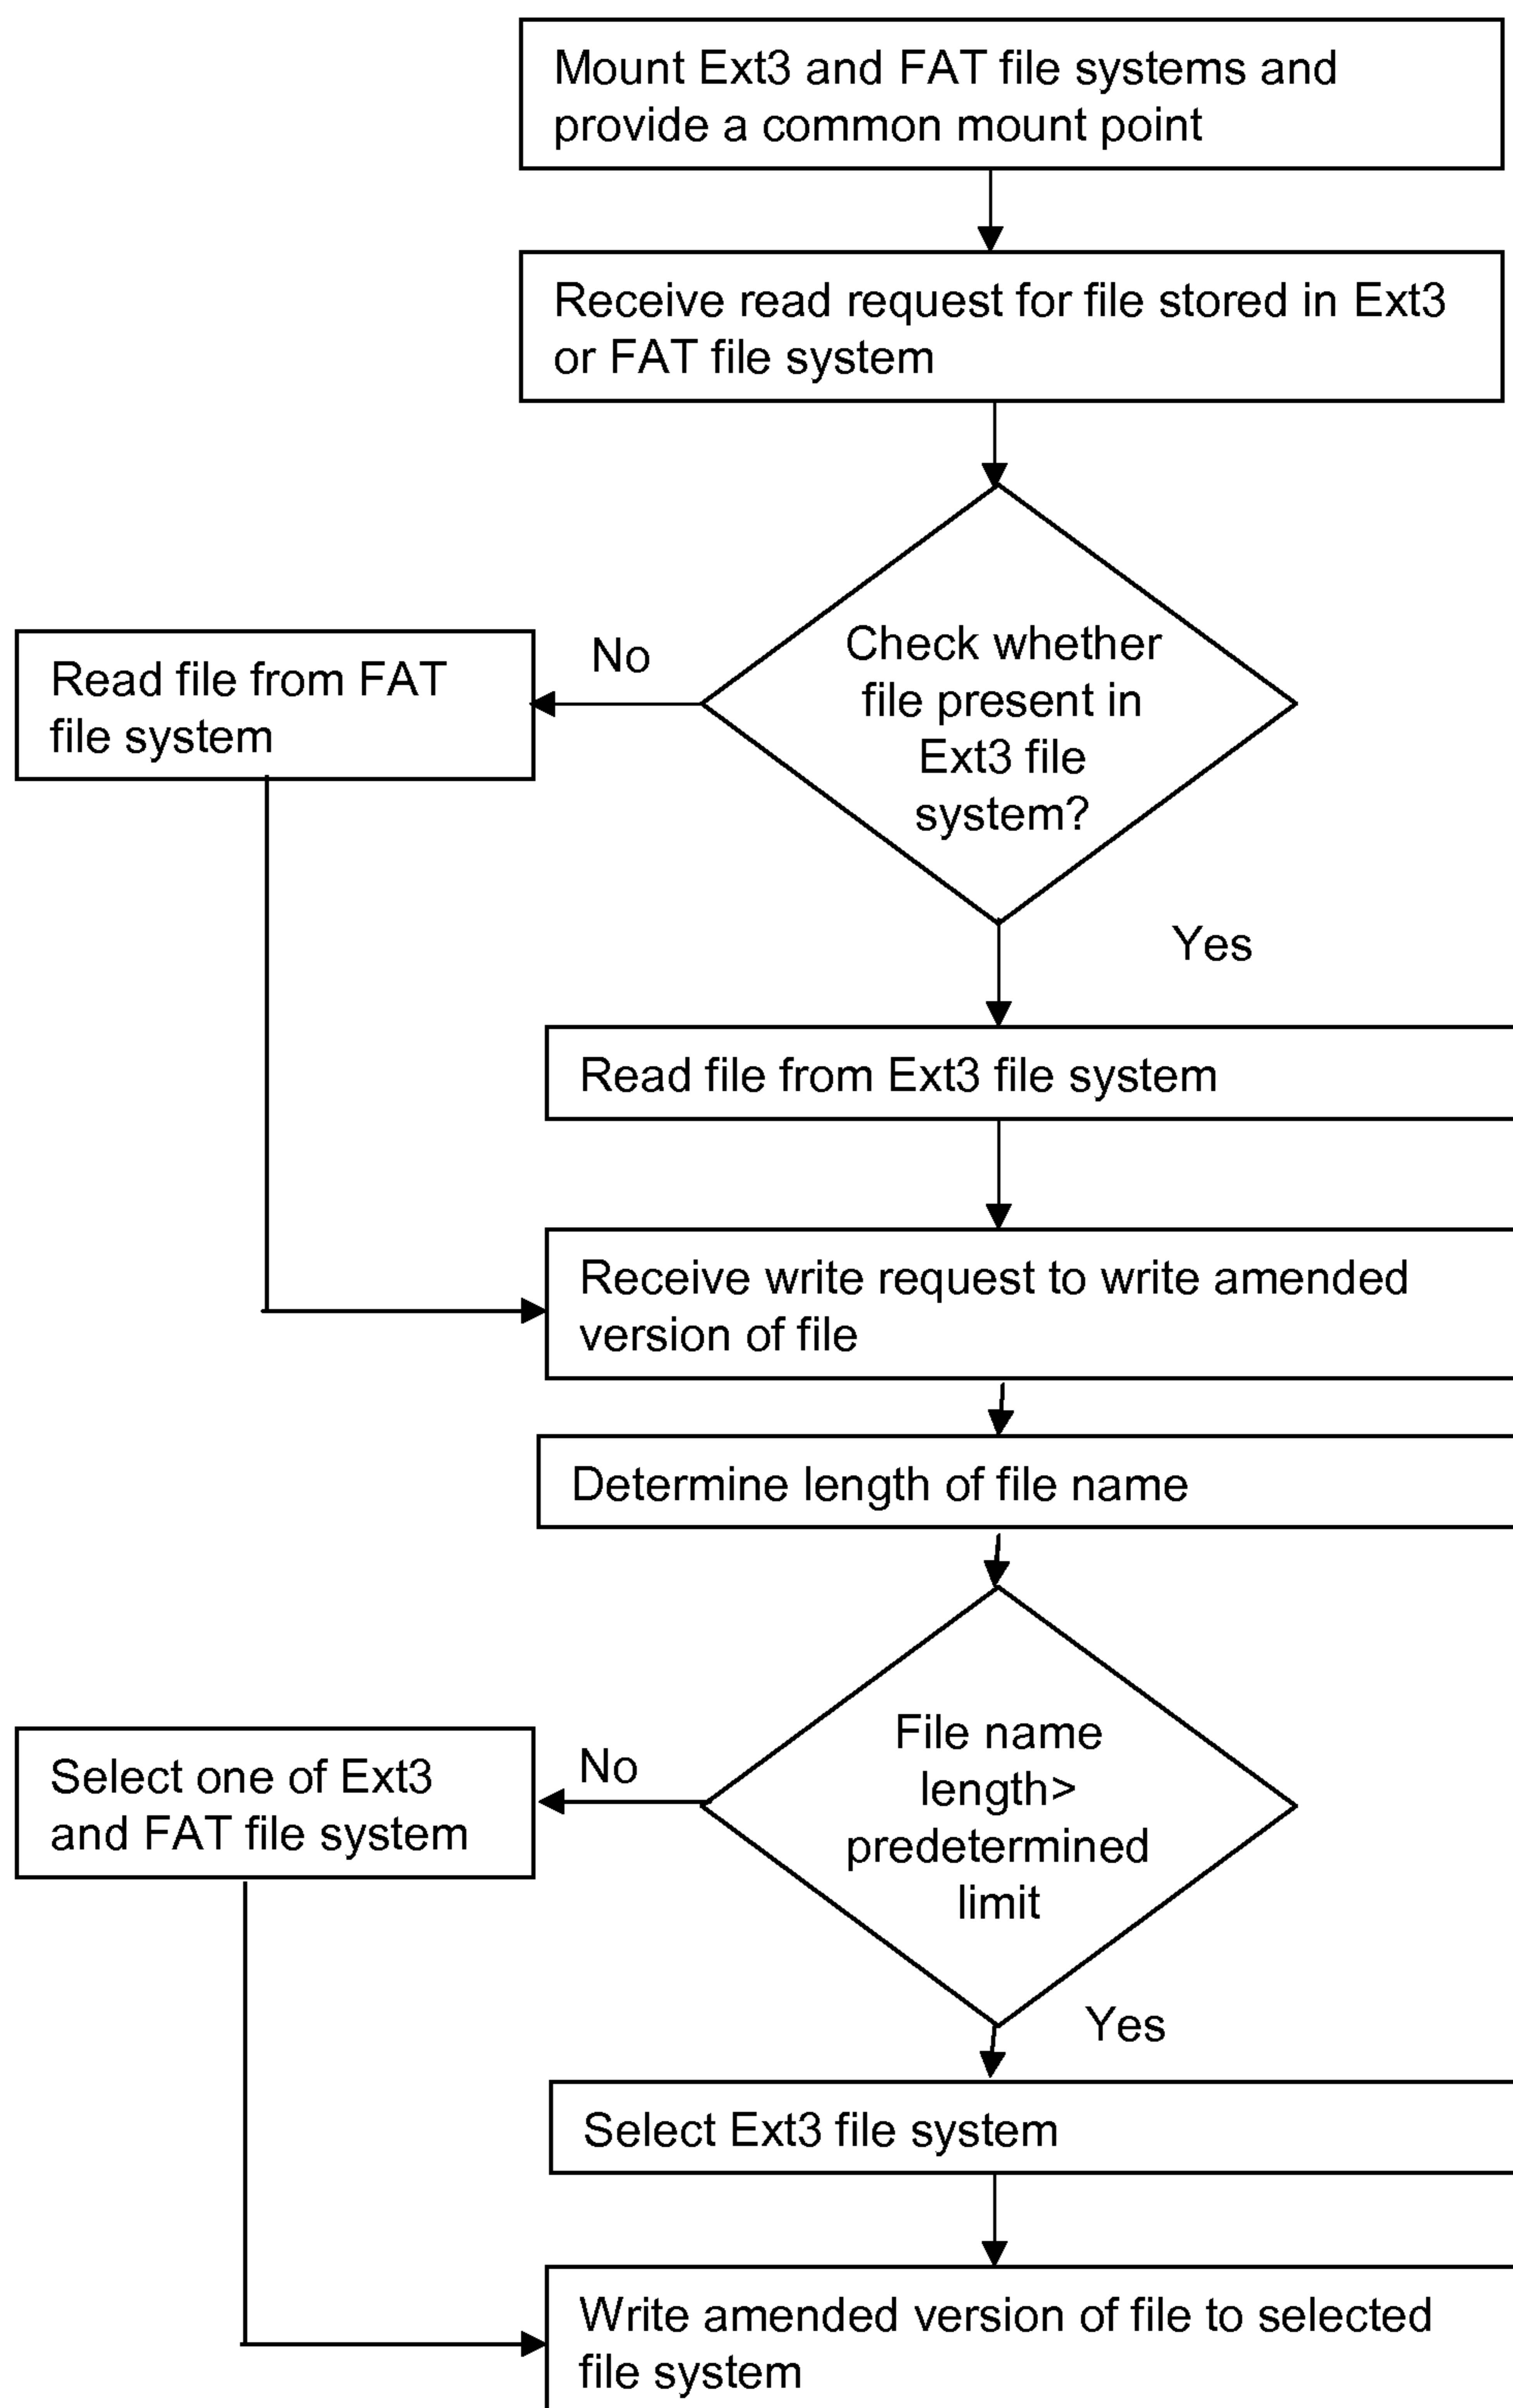 Mount Ext3 and FAT file systems and
provide a common mount point
Receive read request for file stored in Ext3
or FAT file system
Check whether
file present in
Ext3 file
system?
No
Read file from FAT
file system
Yes
Read file from Ext3 file system
Receive write request to write amended
version of file
Determine length of file name
File name
length>
predetermined
limit
No
Select one of Ext3
and FAT file system
Yes
Select Ext3 file system
Write amended version of file to selected
file system